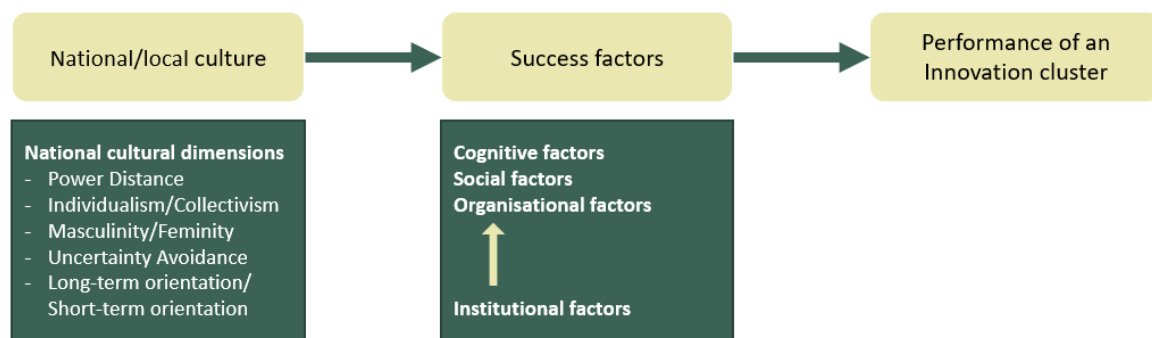 National/local culture
Success factors
Performance of an
Innovation cluster
National cultural dimensions
- Power Distance
- Individualism/Collectivism
- Masculinity/Feminity
- Uncertainty Avoidance
- Long-term orientation/
Short-term orientation
Cognitive factors
Social factors
Organisational factors
Institutional factors